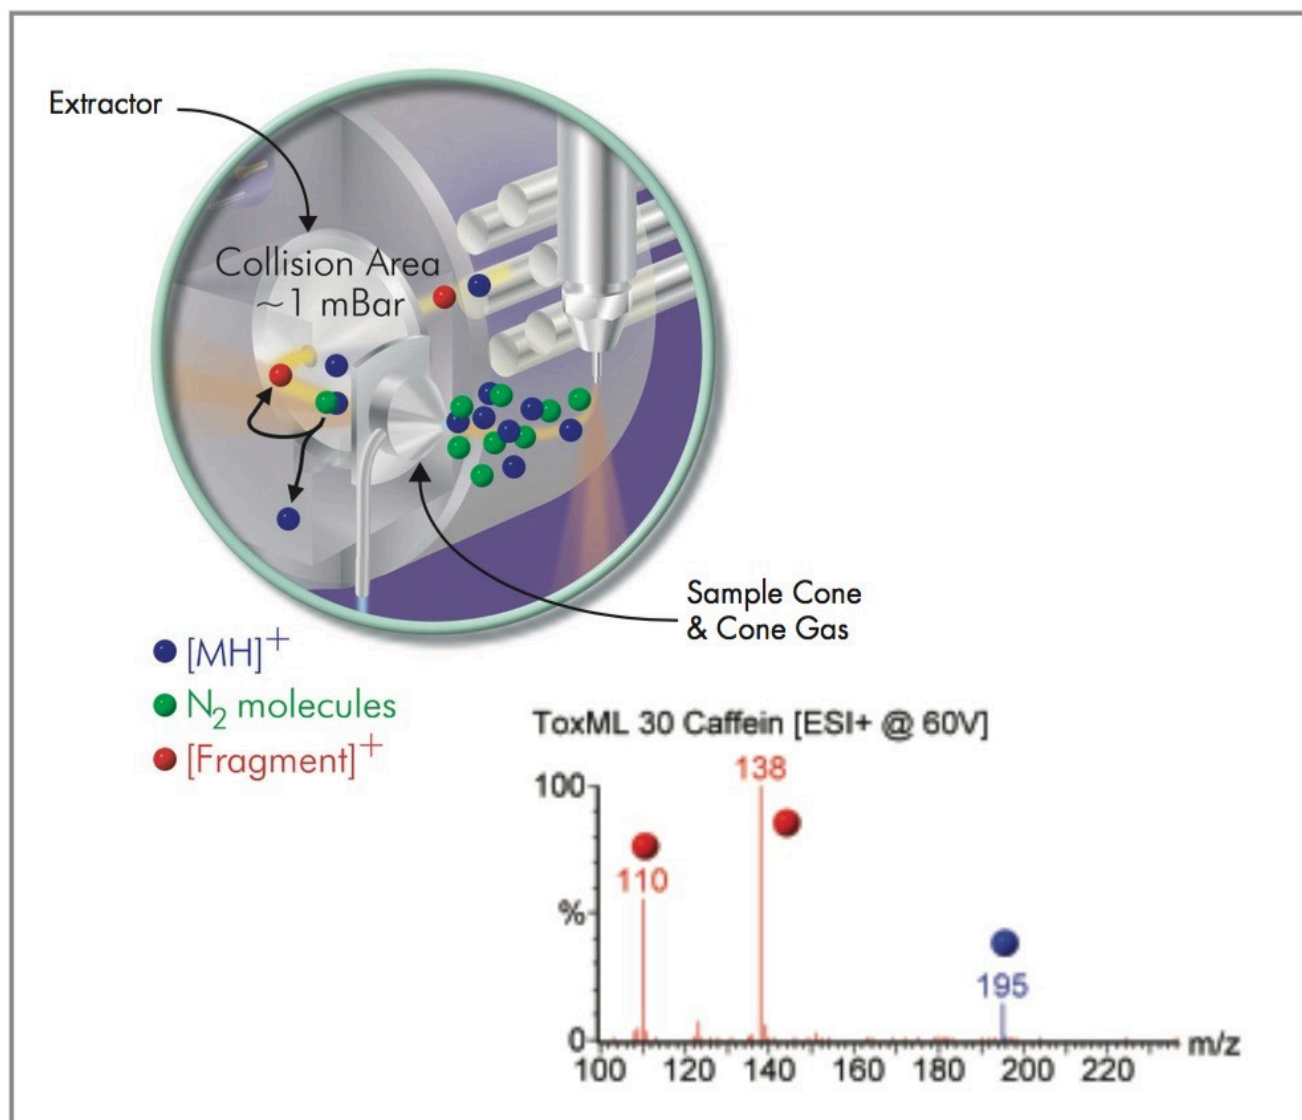 Extractor
Collision Area
~1 mBar
Sample Cone
& Cone Gas
[MH]+
N2 molecules
[Fragment]+
ToxML 30 Caffein [ESI+ @ 60V]
138
100
110
%
195
0
m/z
100 120 140 160 180 200 220